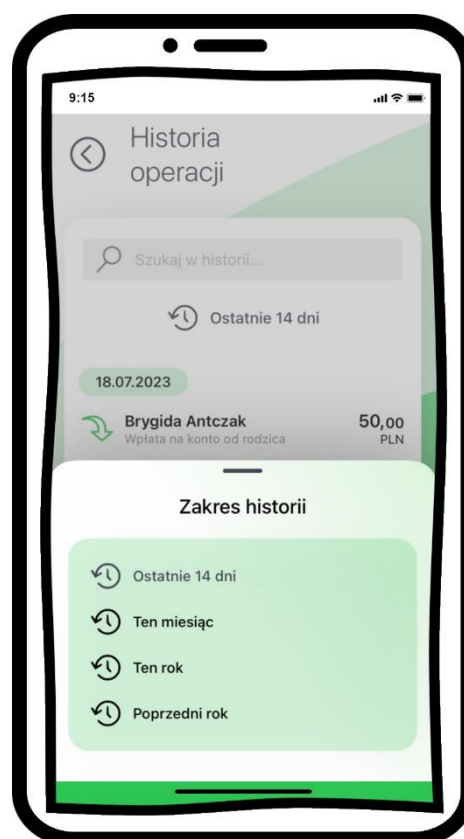 9:15
Historia
operacji
Szukaj w historii...
Ostatnie 14 dni
18.07.2023
Brygida Antczak 50,00
Wpłata na konto od rodzica PLN
Zakres historii
Ostatnie 14 dni
Ten miesiąc
Ten rok
Poprzedni rok